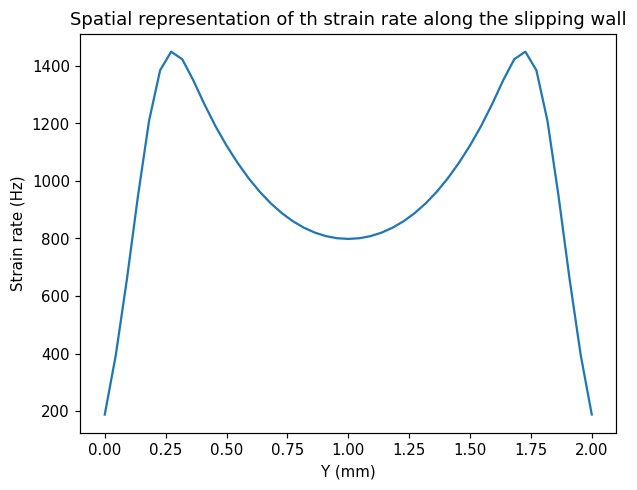 Spatial representation of th strain rate along the slipping wall
1400
1200
1000
800
600
400
200
Strain rate (Hz)
0.00 0.25 0.50 0.75 1.00 1.25 1.50 1.75 2.00
Y (mm)